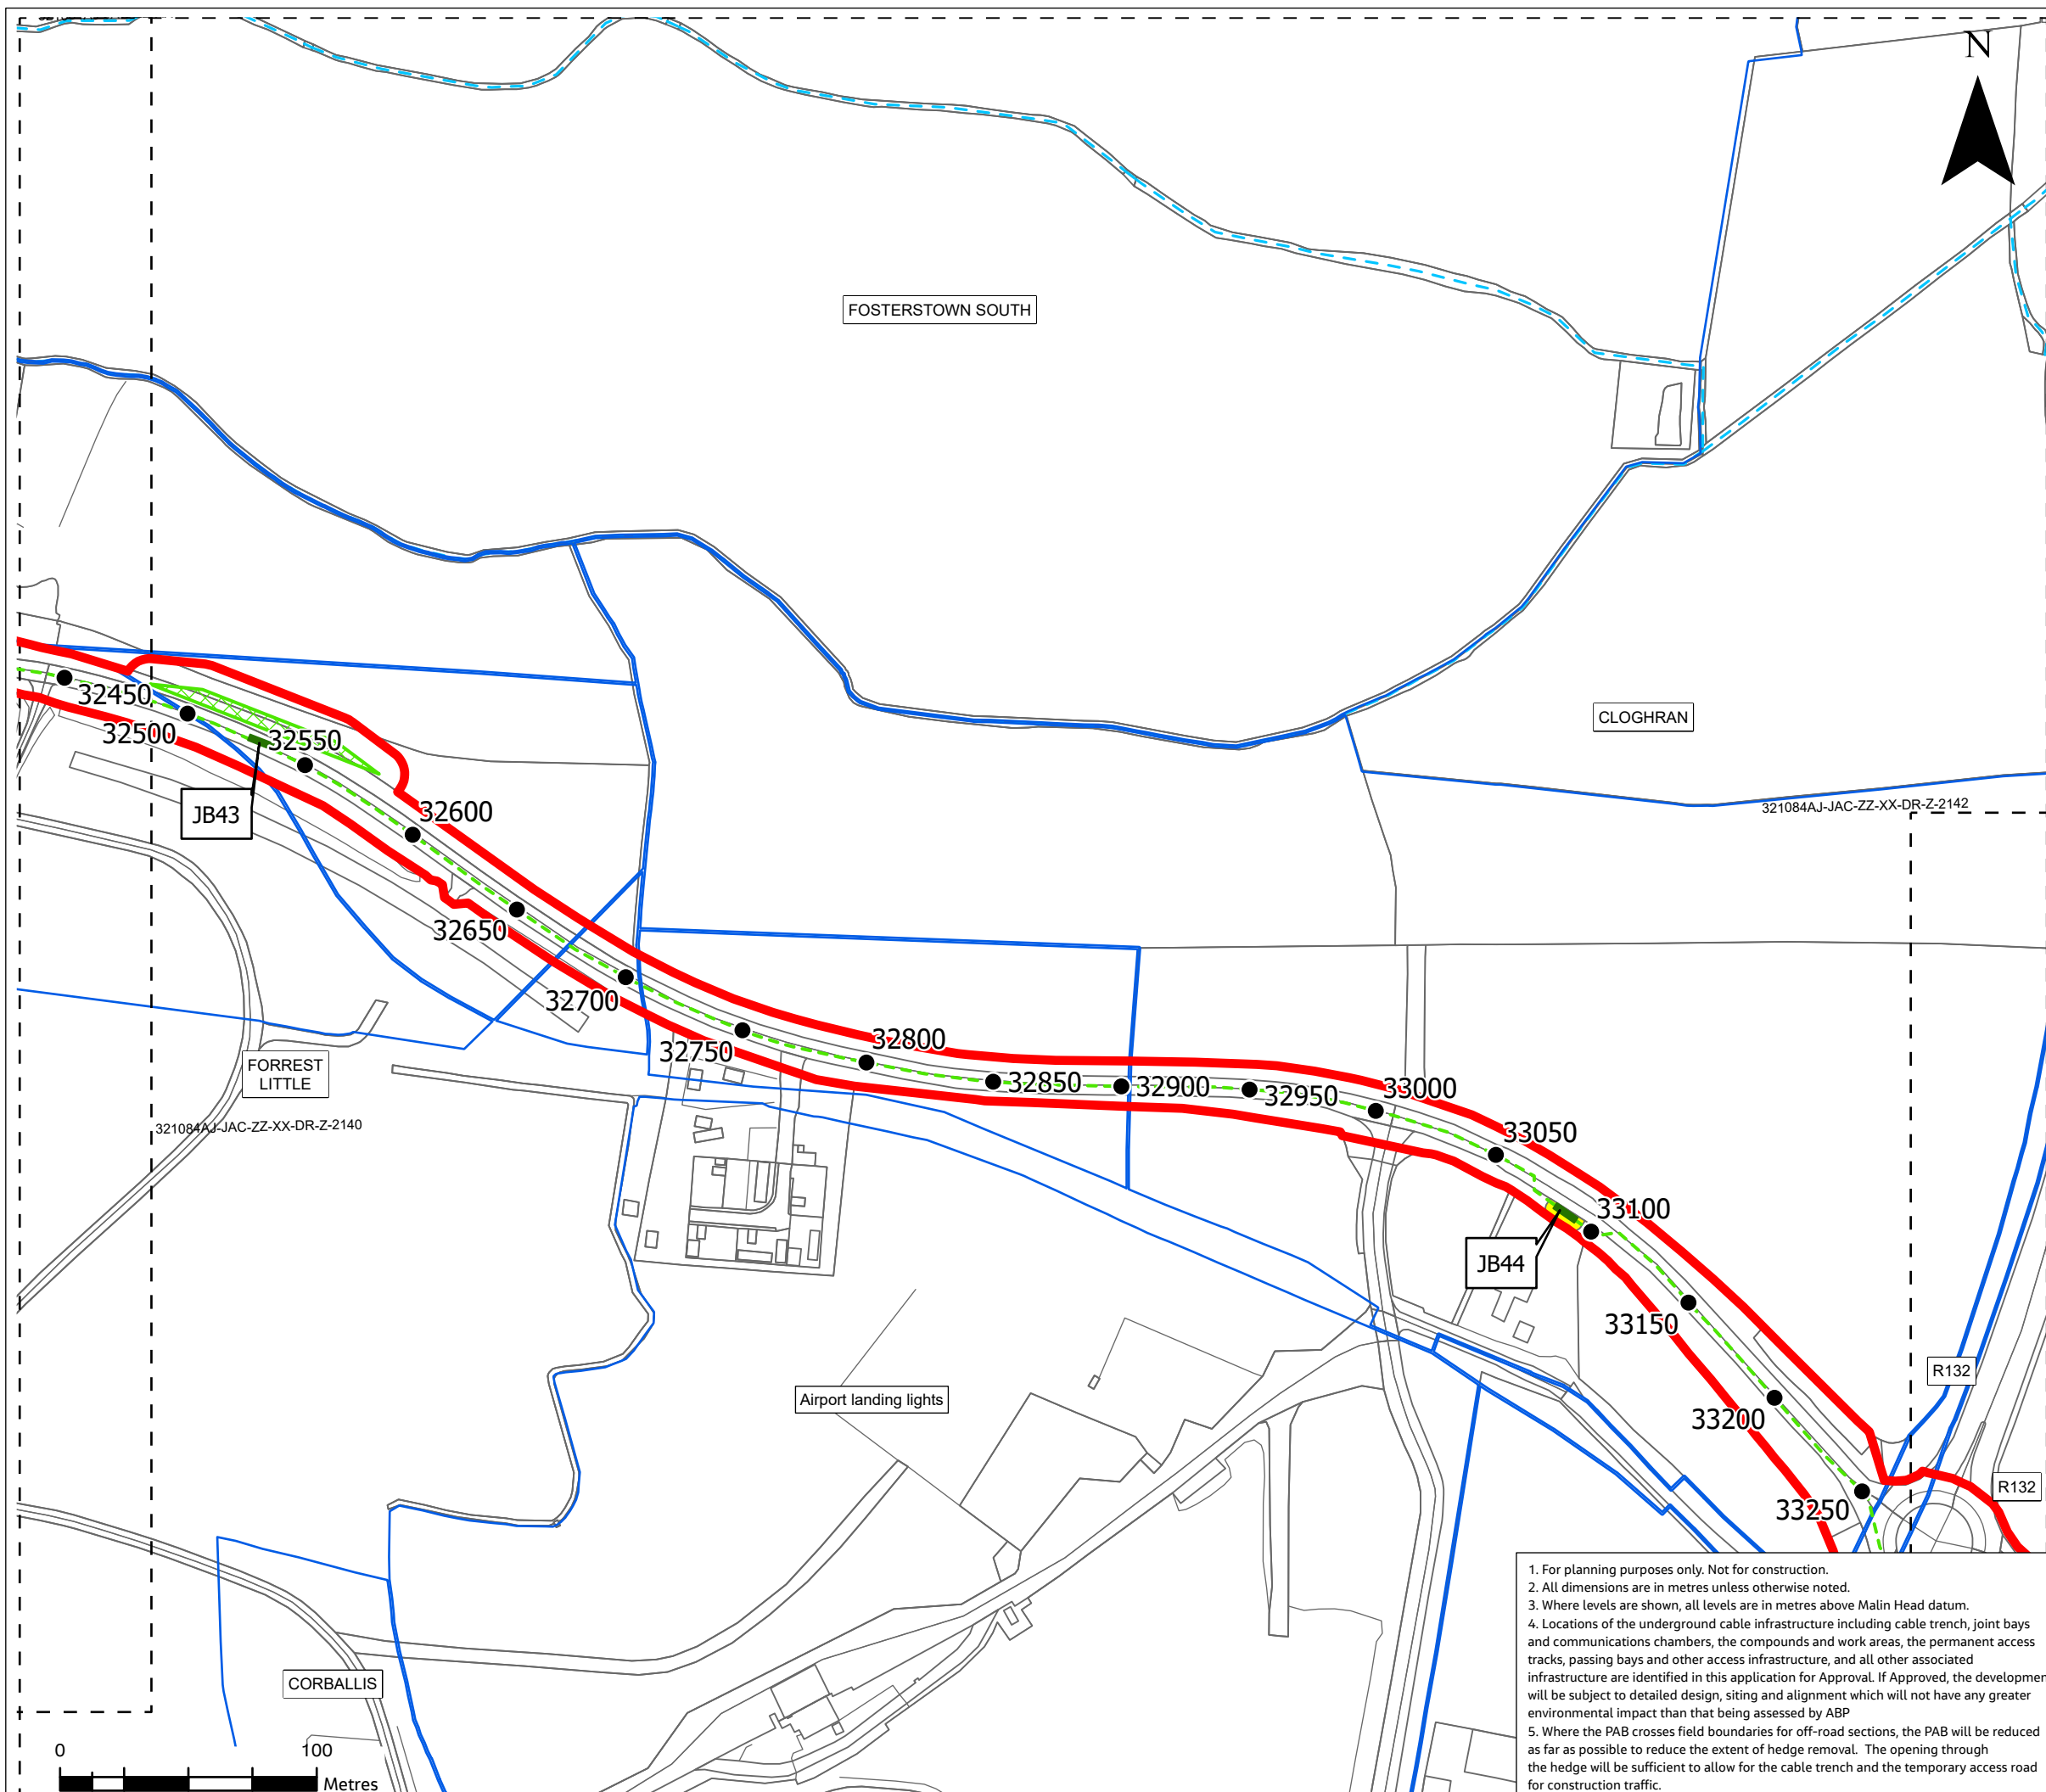 N
FOSTERSTOWN SOUTH
CLOGHRAN
321084AJ-JAC-ZZ-XX-DR-Z-2142
32450
32500
32550
JB43
32600
32650
32700
32750
32800
32850
32900
32950
33000
33050
33100
JB44
33150
33200
33250
FORREST
LITTLE
321084AJ-JAC-ZZ-XX-DR-Z-2140
Airport landing lights
R132
R132
CORBALLIS
0 100
Metres
1. For planning purposes only. Not for construction.
2. All dimensions are in metres unless otherwise noted.
3. Where levels are shown, all levels are in metres above Malin Head datum.
4. Locations of the underground cable infrastructure including cable trench, joint bays
and communications chambers, the compounds and work areas, the permanent access
tracks, passing bays and other access infrastructure, and all other associated
infrastructure are identified in this application for Approval. If Approved, the developmen
will be subject to detailed design, siting and alignment which will not have any greater
environmental impact than that being assessed by ABP
5. Where the PAB crosses field boundaries for off-road sections, the PAB will be reduced
as far as possible to reduce the extent of hedge removal. The opening through
the hedge will be sufficient to allow for the cable trench and the temporary access road
for construction traffic.